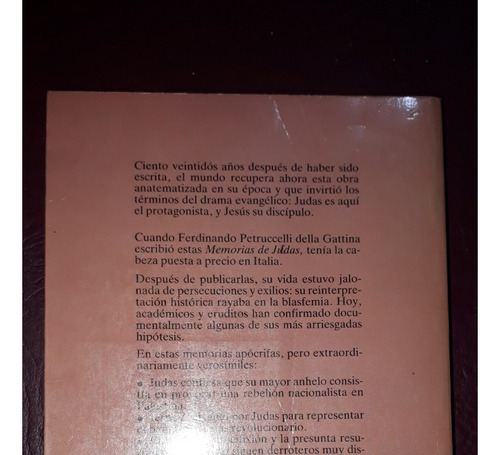 Ciento veintidós años después de haber sido
escrita, el mundo recupera ahora esta obra
anatematizada en su época y que invirtió los
términos del drama evangélico: Judas es aquí
el protagonista, y Jesús su discípulo.
Cuando Ferdinando Petruccelli della Gattina
escribió estas Memorias de Judas, tenía la ca-
beza puesta a precio en Italia.
Después de publicarlas, su vida estuvo jalo-
nada de persecuciones y exilios: su reinterpre-
tación histórica rayaba en la blasfemia. Hoy,
académicos y eruditos han confirmado docu-
mentalmente algunas de sus más arriesgadas
hipótesis.
En estas memorias apócrifas, pero extraordi-
nariamente verosímiles:
• Judas confiesa que su mayor anhelo consis-
tía en una rebelión nacionalista en
por Judas para representar
revolucionario.
y la presunta resu-
siguen derroteros muy dis-